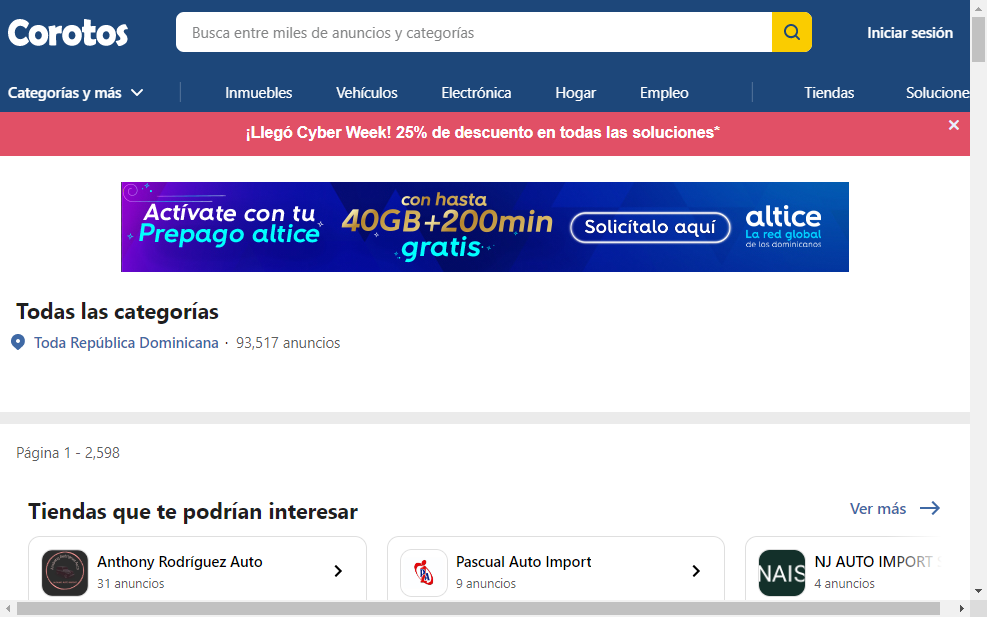 Corotos
Busca entre miles de anuncios y categorías
Iniciar sesión
Categorías y más
Inmuebles
Vehículos
Electrónica
Hogar
Empleo
Tiendas
Solucione
¡Llegó Cyber Week! 25% de descuento en todas las soluciones*
Actívate con tu
Prepago altice
con hasta
40GB+200min
gratis
Solicítalo aquí
altice
La red global
de los dominicanos
Todas las categorías
Toda República Dominicana · 93,517 anuncios
Página 1 - 2,598
Tiendas que te podrían interesar
Ver más
Anthony Rodríguez Auto
31 anuncios
Pascual Auto Import
9 anuncios
NAIS
NJ AUTO IMPORT
4 anuncios